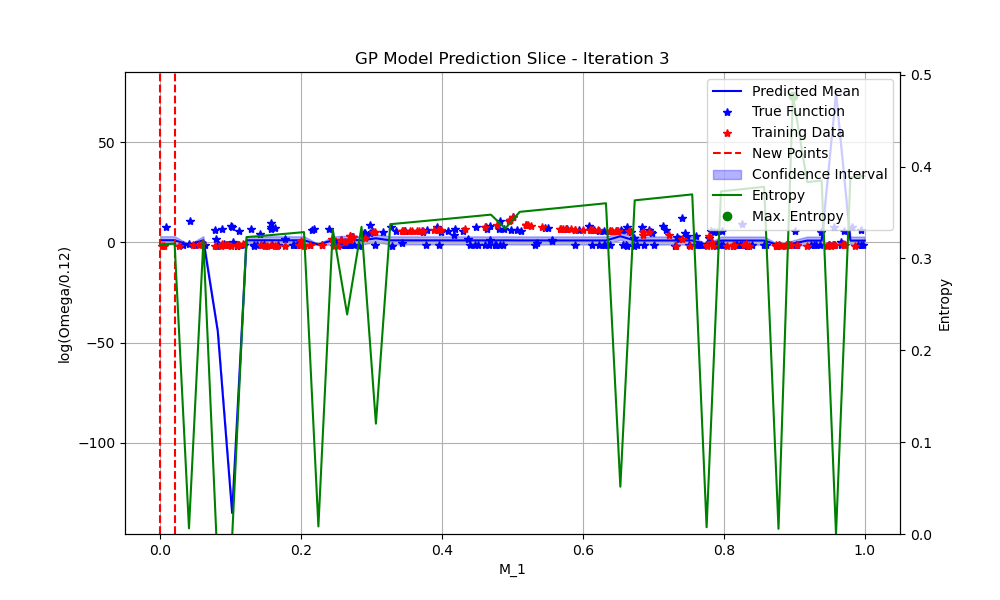 GP Model Prediction Slice - Iteration 3
Predicted Mean
True Function
Training Data
New Points
Confidence Interval
Entropy
Max. Entropy
50
0
−50
−100
log(Omega/0.12)
0.5
0.4
0.3
0.2
0.1
0.0
Entropy
0.0 0.2 0.4 0.6 0.8 1.0
M_1